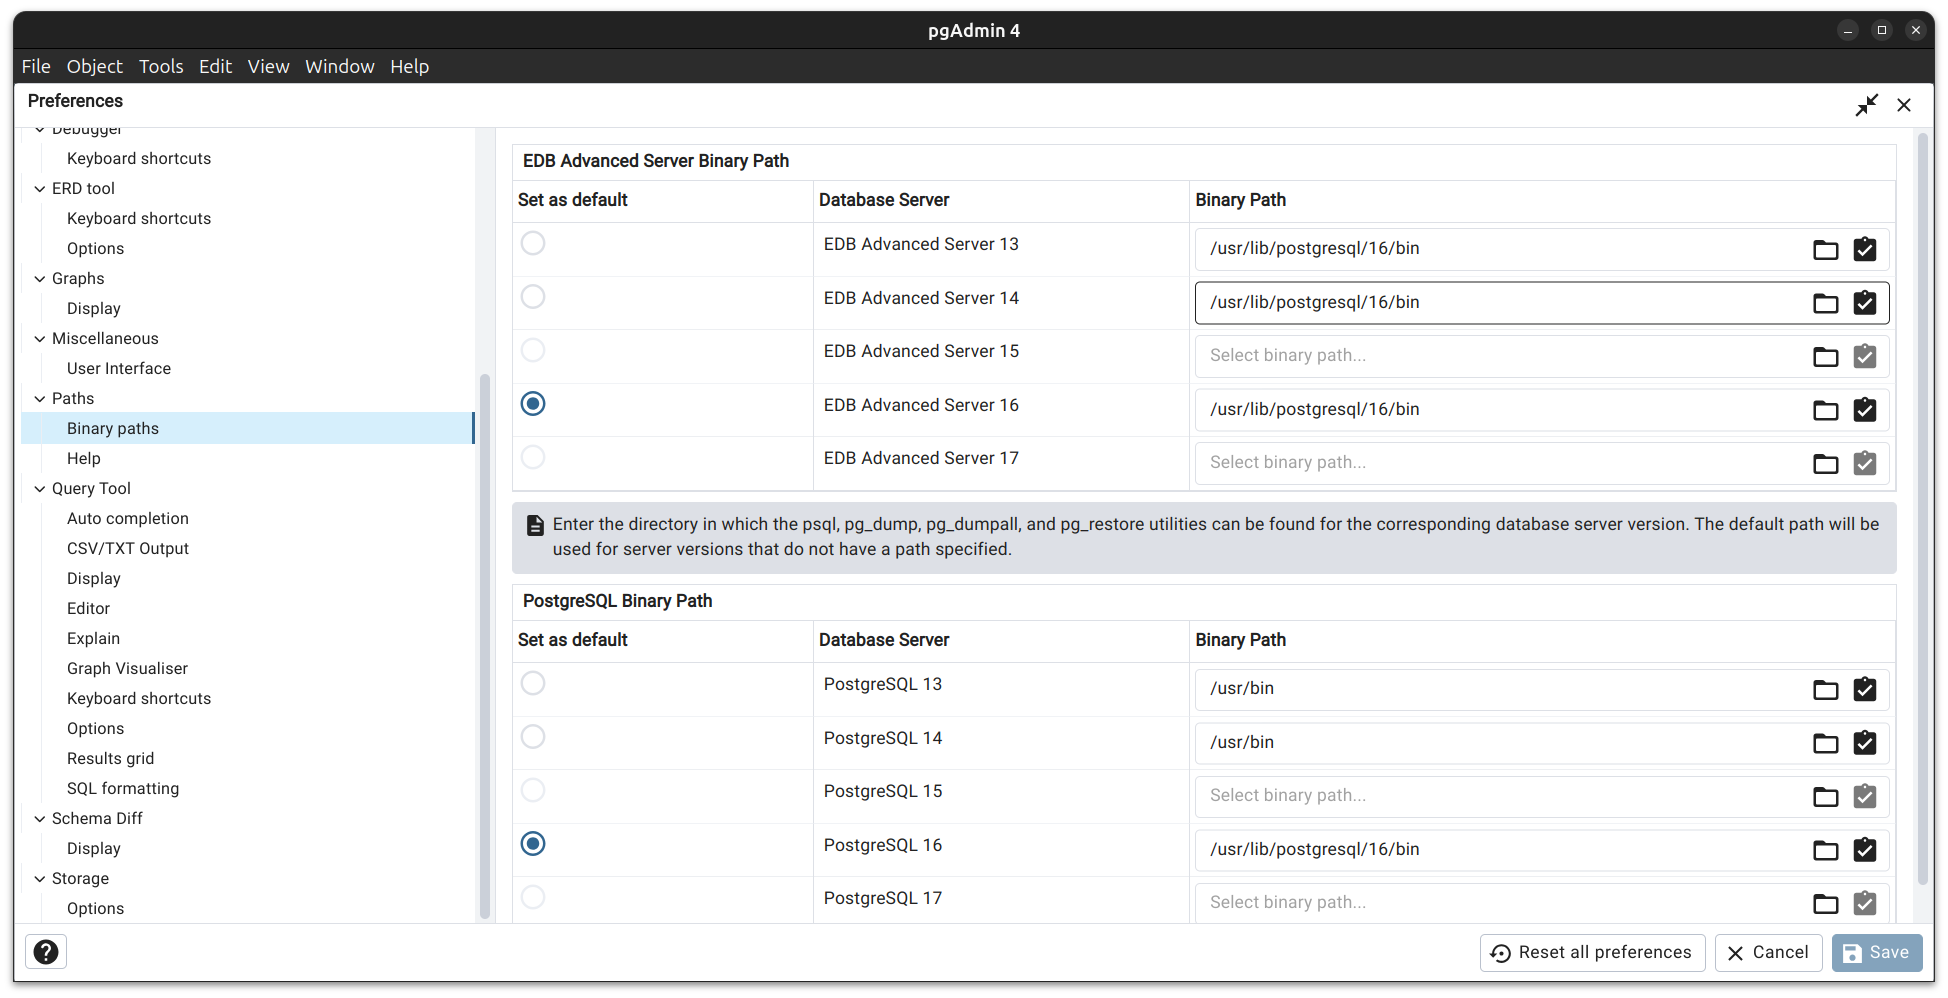 pgAdmin 4
File Object Tools Edit View Window Help
Preferences
Debugger
Keyboard shortcuts
ERD tool
Keyboard shortcuts
Options
Graphs
Display
Miscellaneous
User Interface
Paths
Binary paths
Help
Query Tool
Auto completion
CSV/TXT Output
Display
Editor
Explain
Graph Visualiser
Keyboard shortcuts
Options
Results grid
SQL formatting
Schema Diff
Display
Storage
Options
EDB Advanced Server Binary Path
Set as default Database Server Binary Path
EDB Advanced Server 13 /usr/lib/postgresql/16/bin
EDB Advanced Server 14 /usr/lib/postgresql/16/bin
EDB Advanced Server 15 Select binary path...
EDB Advanced Server 16 /usr/lib/postgresql/16/bin
EDB Advanced Server 17 Select binary path...
Enter the directory in which the psql, pg_dump, pg_dumpall, and pg_restore utilities can be found for the corresponding database server version. The default path will be
used for server versions that do not have a path specified.
PostgreSQL Binary Path
Set as default Database Server Binary Path
PostgreSQL 13 /usr/bin
PostgreSQL 14 /usr/bin
PostgreSQL 15 Select binary path...
PostgreSQL 16 /usr/lib/postgresql/16/bin
PostgreSQL 17 Select binary path...
Reset all preferences Cancel Save